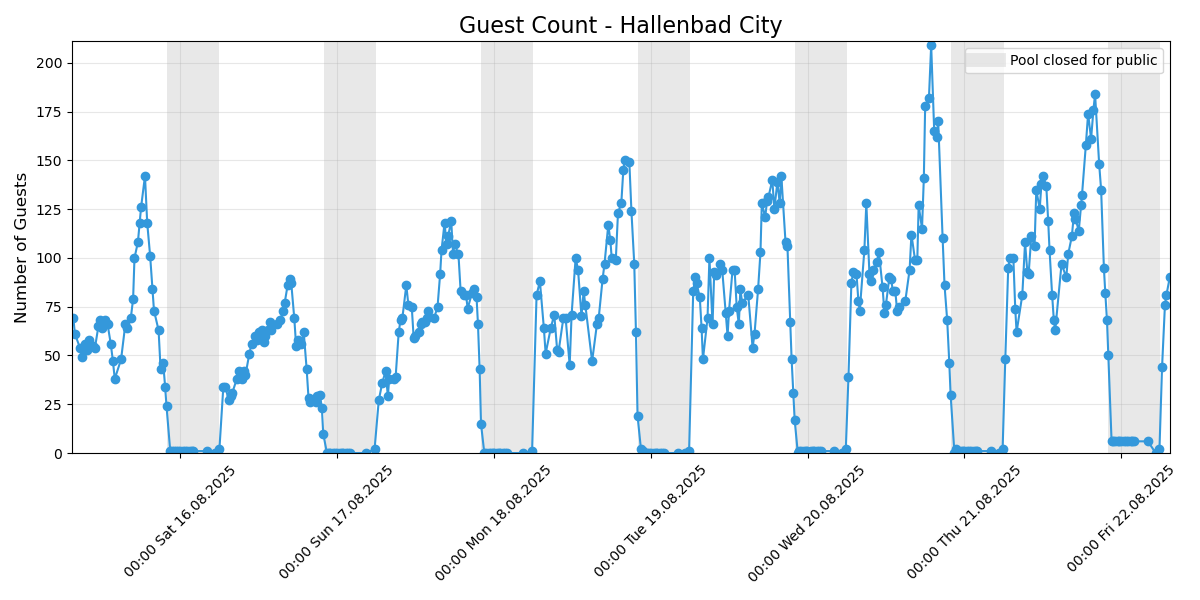 Guest Count - Hallenbad City
Number of Guests
200
175
150
125
100
75
50
25
0
Pool closed for public
00:00 Sat 16.08.2025
00:00 Sun 17.08.2025
00:00 Mon 18.08.2025
00:00 Tue 19.08.2025
00:00 Wed 20.08.2025
00:00 Thu 21.08.2025
00:00 Fri 22.08.2025